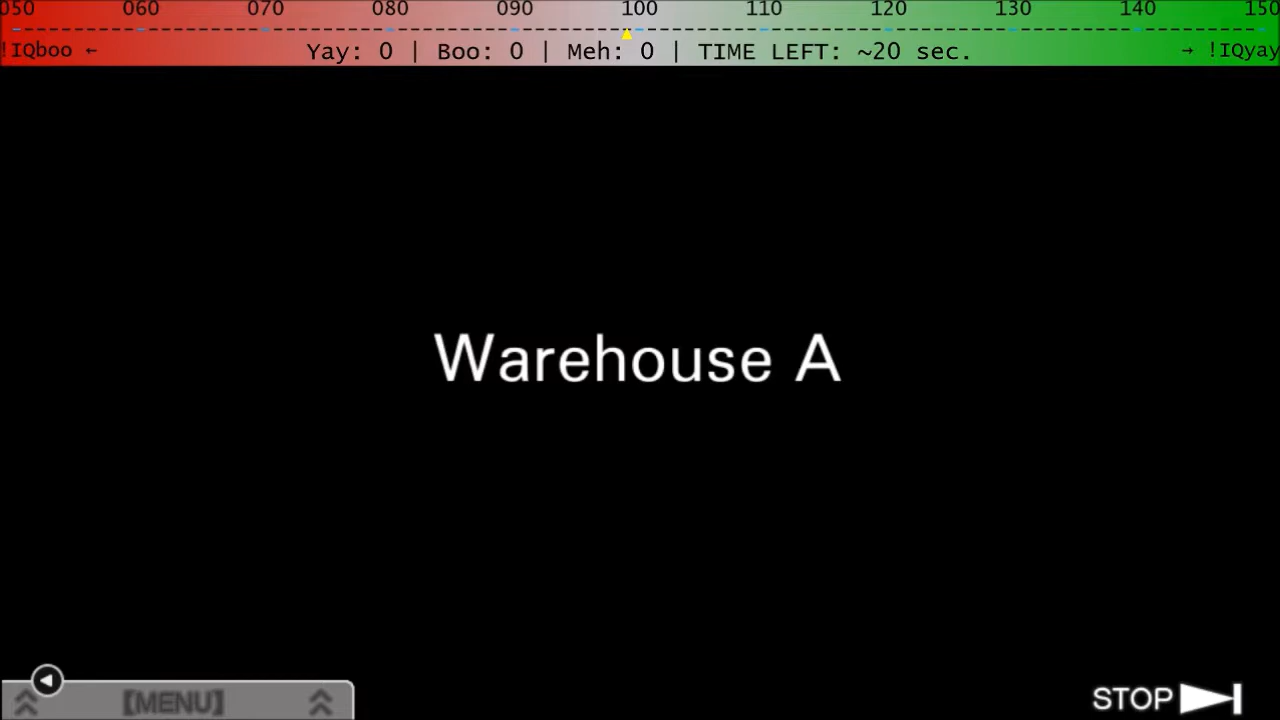 050 060 070 080 090 100 110 120 130 140 150
!IQboo ← Yay: 0 | Boo: 0 | Meh: 0 | TIME LEFT: ~20 sec. → !IQyay
Warehouse A
【MENU】
STOP